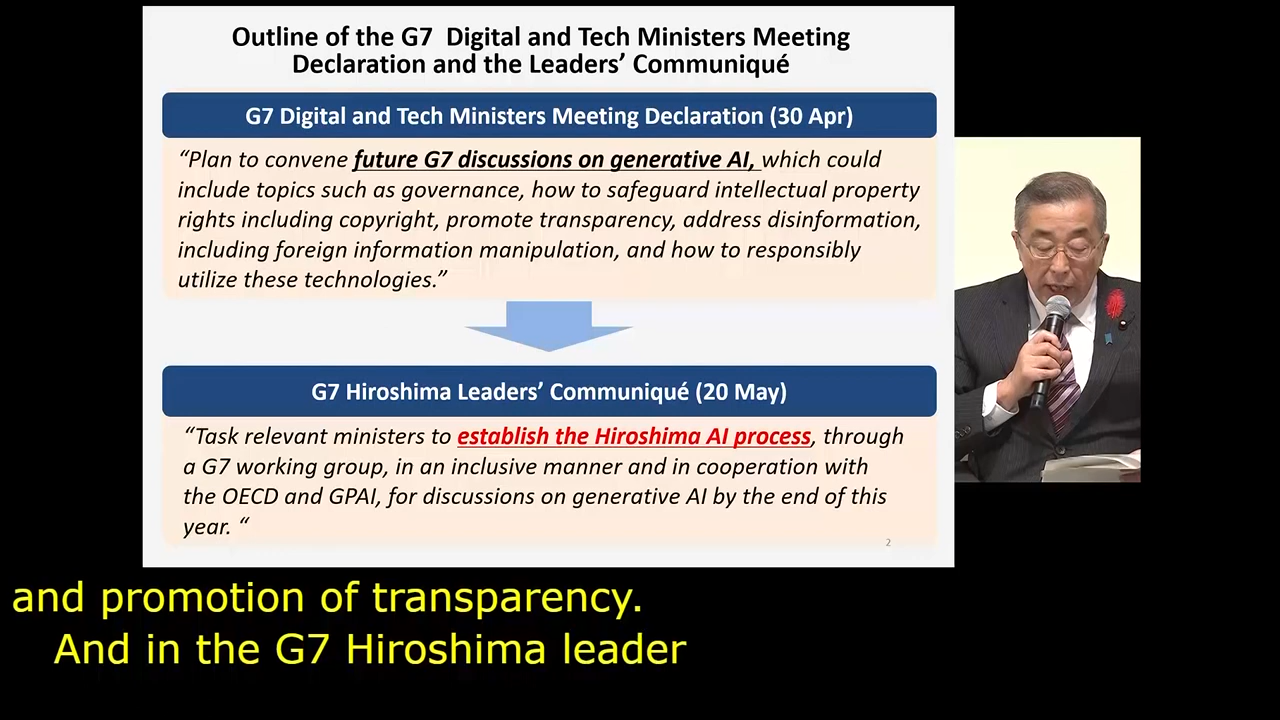 Outline of the G7 Digital and Tech Ministers Meeting
Declaration and the Leaders’ Communiqué
G7 Digital and Tech Ministers Meeting Declaration (30 Apr)
“Plan to convene future G7 discussions on generative AI, which could
include topics such as governance, how to safeguard intellectual property
rights including copyright, promote transparency, address disinformation,
including foreign information manipulation, and how to responsibly
utilize these technologies.”
G7 Hiroshima Leaders’ Communiqué (20 May)
“Task relevant ministers to establish the Hiroshima AI process, through
a G7 working group, in an inclusive manner and in cooperation with
the OECD and GPAI, for discussions on generative AI by the end of this
year. “
2
and promotion of transparency.
And in the G7 Hiroshima leader